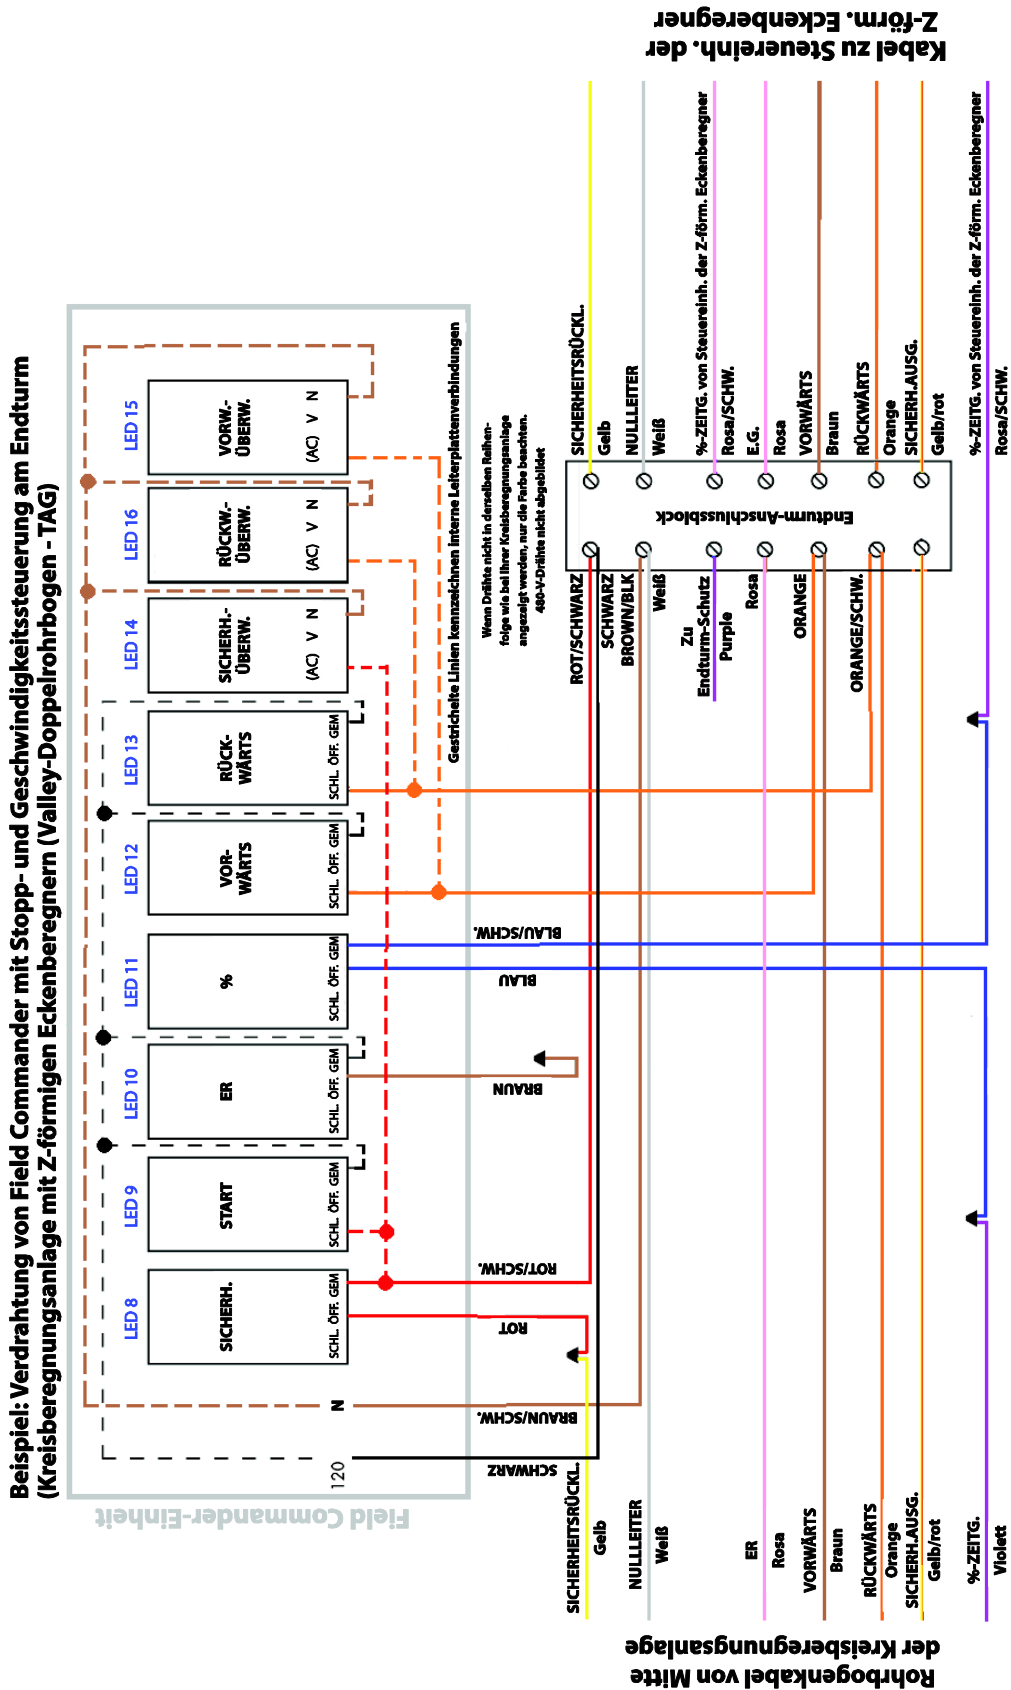 Beispiel: Verdrahtung von Field Commander mit Stopp- und Geschwindigkeitssteuerung am Endturm
(Kreisberegnungsanlage mit Z-förmigen Eckenberegnern (Valley-Doppelrohrbogen - TAG)
Field Commander-Einheit
LED 8
LED 9
LED 10
LED 11
LED 12
LED 13
LED 14
LED 16
LED 15
SICHERH.
SCHL. ÖFF. GEM
START
SCHL. ÖFF. GEM
ER
SCHL. ÖFF. GEM
%
SCHL. ÖFF. GEM
VOR-
WÄRTS
SCHL. ÖFF. GEM
RÜCK-
WÄRTS
SCHL. ÖFF. GEM
SICHERH.-
ÜBERW.
(AC) V N
RÜCKW.-
ÜBERW.
(AC) V N
VORW.-
ÜBERW.
(AC) V N
120
N
Gestrichelte Linien kennzeichnen interne Leiterplattenverbindungen
Wenn Drähte nicht in derselben Reihen-
folge wie bei Ihrer Kreisberegnungsanlage
angezeigt werden, nur die Farbe beachten.
480-V-Drähte nicht abgebildet
SCHWARZ
BRAUN/SCHW.
ROT
ROT/SCHW.
BRAUN
BLAU
BLAU/SCHW.
ROT/SCHWARZ
SCHWARZ
BROWN/BLK
Weiß
Zu
Endturm-Schutz
Purple
Rosa
ORANGE
ORANGE/SCHW.
Endturm-Anschlussblock
SICHERHEITSRÜCKL.
Gelb
NULLLEITER
Weiß
%-ZEITG. von Steuereinh. der Z-förm. Eckenberegner
Rosa/SCHW.
E.G.
Rosa
VORWÄRTS
Braun
RÜCKWÄRTS
Orange
SICHERH.AUSG.
Gelb/rot
%-ZEITG. von Steuereinh. der Z-förm. Eckenberegner
Rosa/SCHW.
Kabel zu Steuereinh. der
Z-förm. Eckenberegner
SICHERHEITSRÜCKL.
Gelb
NULLLEITER
Weiß
ER
Rosa
VORWÄRTS
Braun
RÜCKWÄRTS
Orange
SICHERH.AUSG.
Gelb/rot
%-ZEITG.
Violett
Rohrbogenkabel von Mitte
der Kreisberegnungsanlage